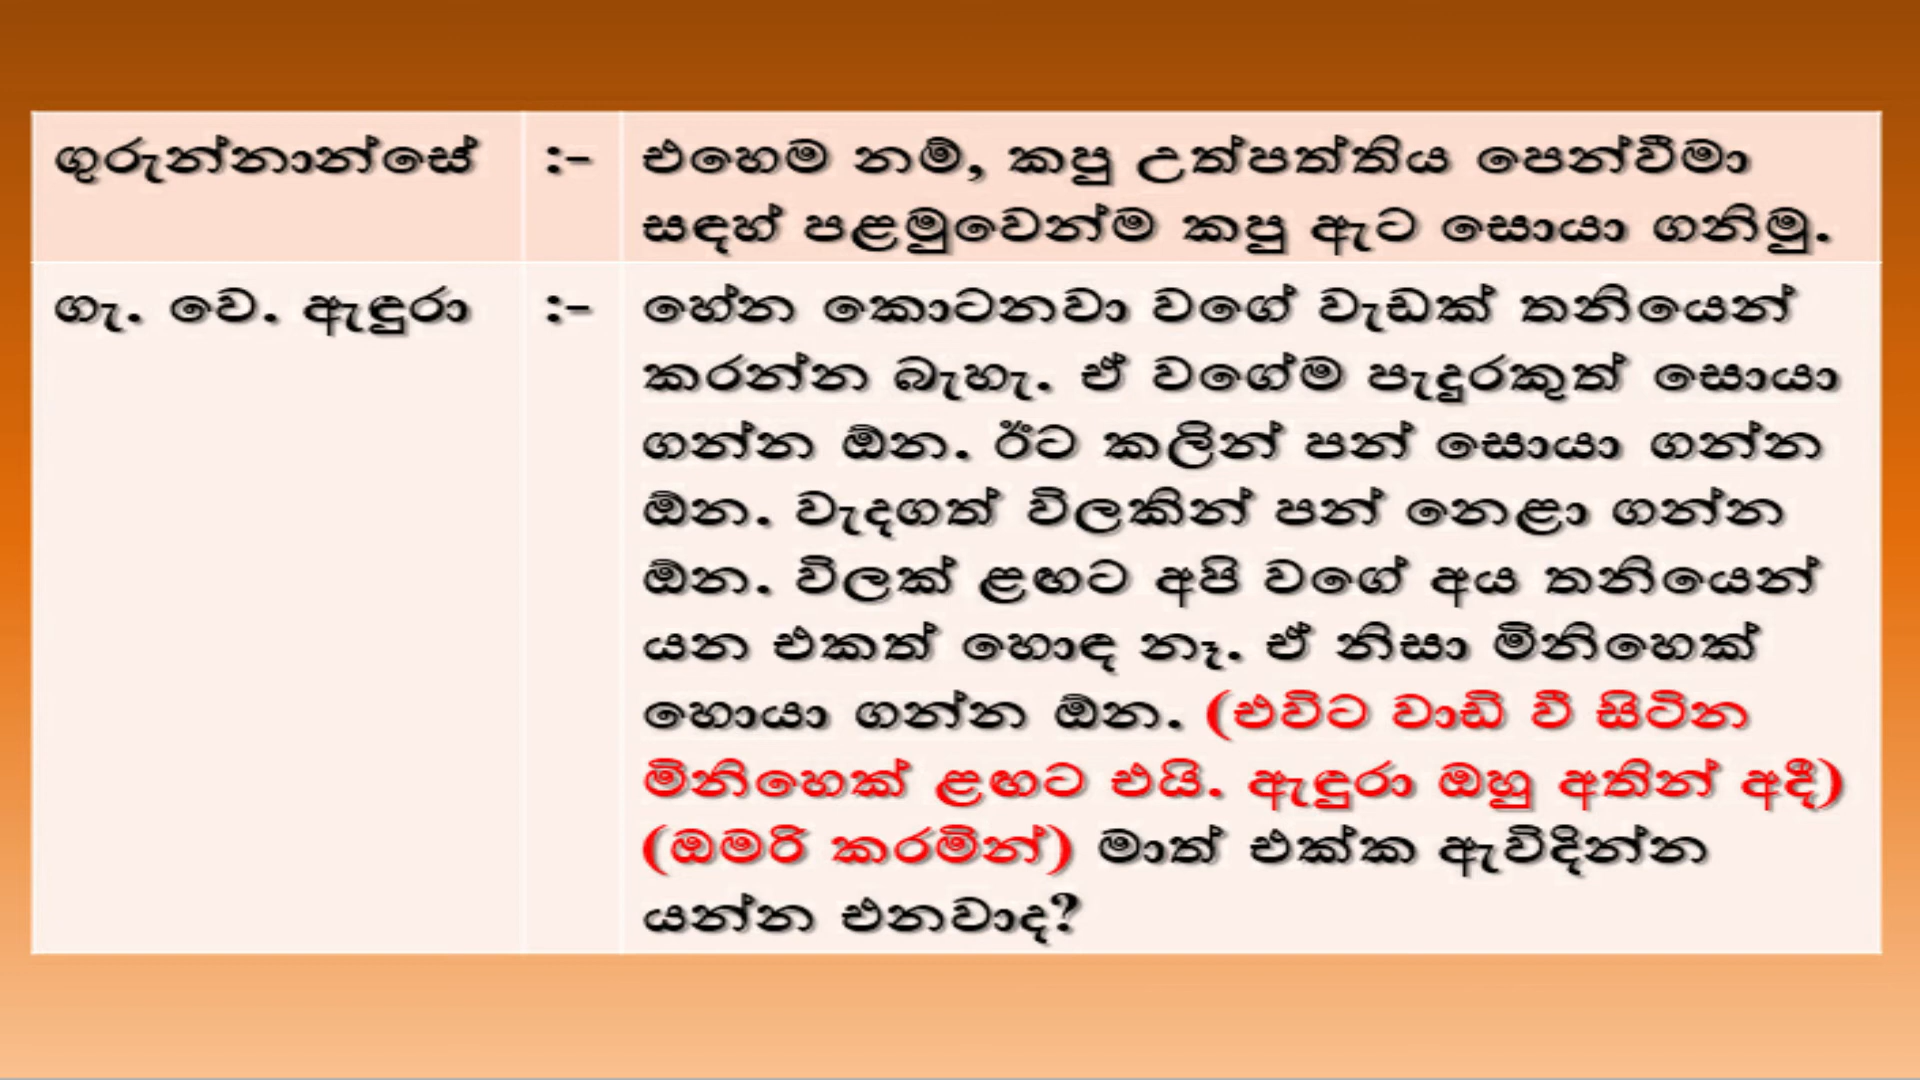 ගුරුන්නාන්සේ :- එහෙම නම්, කපු උත්පත්තිය පෙන්වීමා
සඳහා පළමුවෙන්ම කපු ඇට සොයා ගනිමු.
ගැ. වෙ. ඇඳුරා :- හේන කොටනවා වගේ වැඩක් තනියෙන්
කරන්න බැහැ. ඒ වගේම පැදුරකුත් සොයා
ගන්න ඕන. ඊට කලින් පන් සොයා ගන්න
ඕන. වැදගත් විලකින් පන් නෙළා ගන්න
ඕන. විලක් ළඟට අපි වගේ අය තනියෙන්
යන එකත් හොඳ නෑ. ඒ නිසා මිනිහෙක්
හොයා ගන්න ඕන. (එවිට වාඩි වී සිටින
මිනිහෙක් ළඟට එයි. ඇඳුරා ඔහු අතින් අදී)
(ඔමරි කරමින්) මාත් එක්ක ඇවිදින්න
යන්න එනවාද?